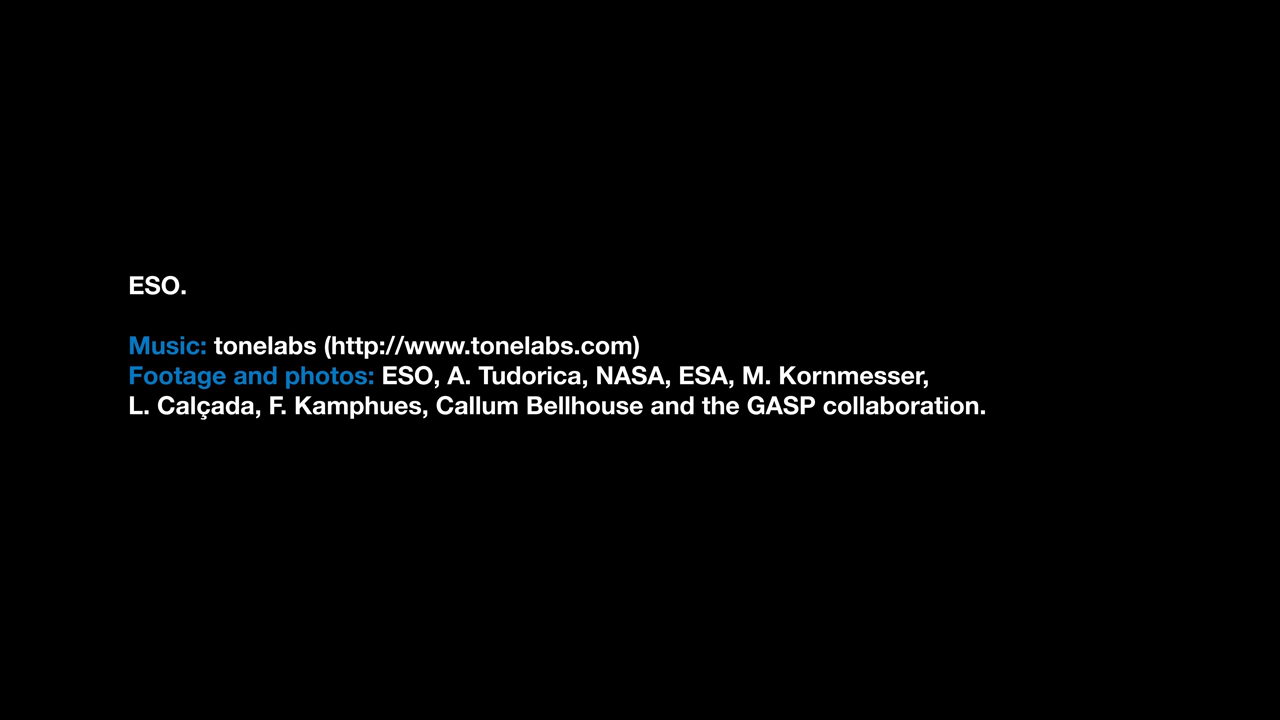 ESO.
Music: tonelabs (http://www.tonelabs.com)
Footage and photos: ESO, A. Tudorica, NASA, ESA, M. Kornmesser,
L. Calçada, F. Kamphues, Callum Bellhouse and the GASP collaboration.